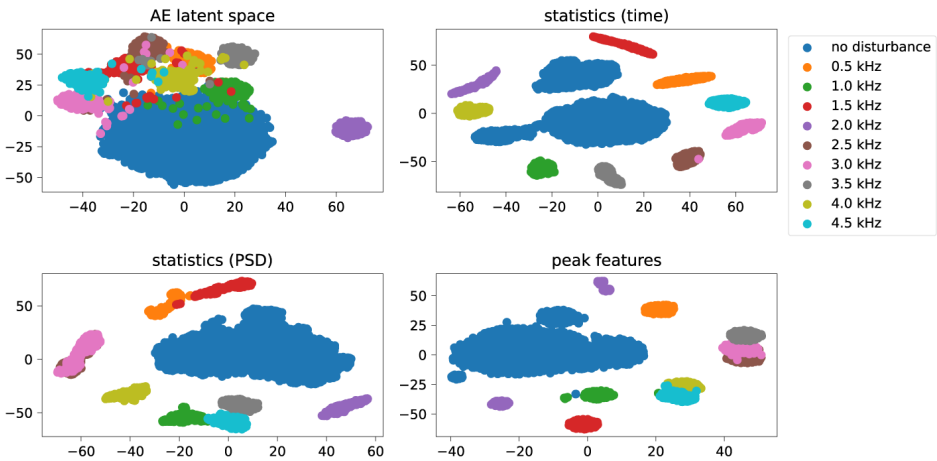 AE latent space
50
25
0
−25
−50
−40
−20
0
20
40
60
statistics (time)
50
0
−50
−60
−40
−20
0
20
40
60
no disturbance
0.5 kHz
1.0 kHz
1.5 kHz
2.0 kHz
2.5 kHz
3.0 kHz
3.5 kHz
4.0 kHz
4.5 kHz
statistics (PSD)
50
0
−50
−60
−40
−20
0
20
40
60
peak features
50
25
0
−25
−50
−40
−20
0
20
40